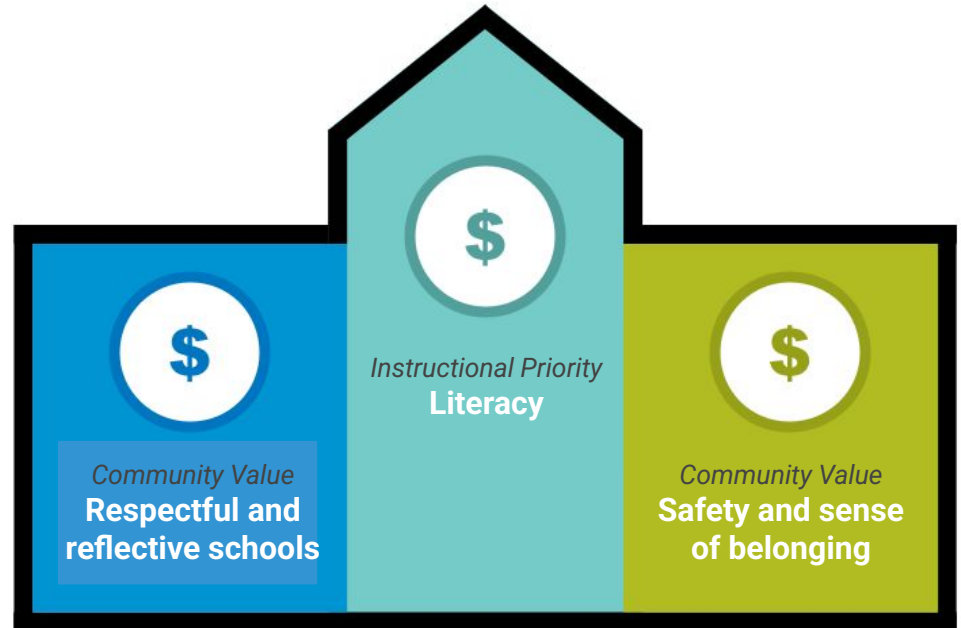 $
Community Value
Respectful and
reflective schools
$
Instructional Priority
Literacy
$
Community Value
Safety and sense
of belonging